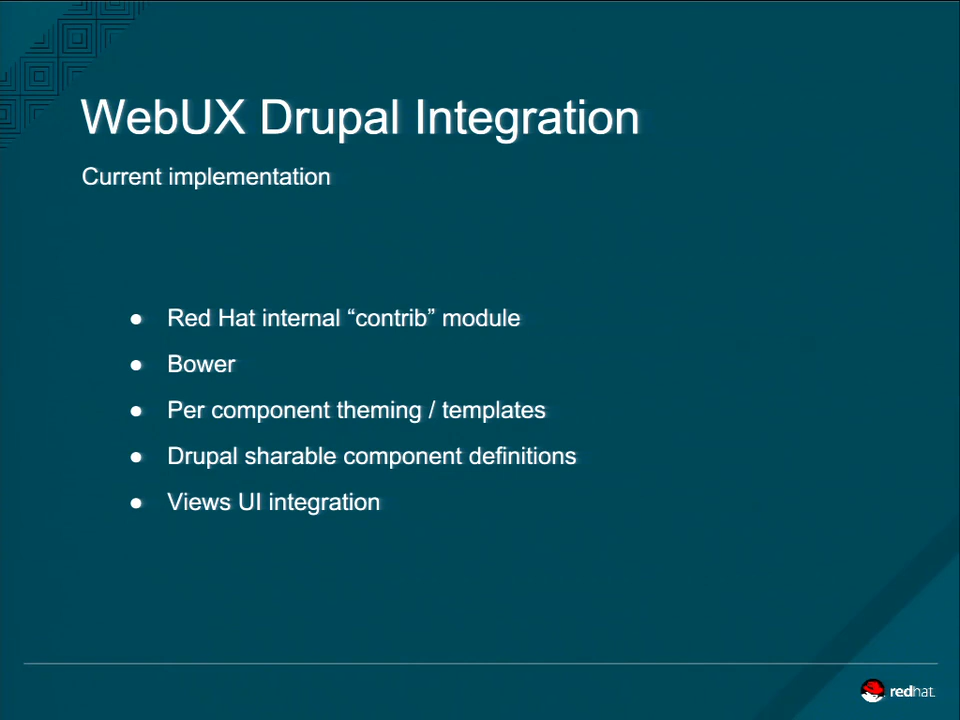 WebUX Drupal Integration
Current implementation
● Red Hat internal “contrib” module
● Bower
● Per component theming / templates
● Drupal sharable component definitions
● Views UI integration
redhat.